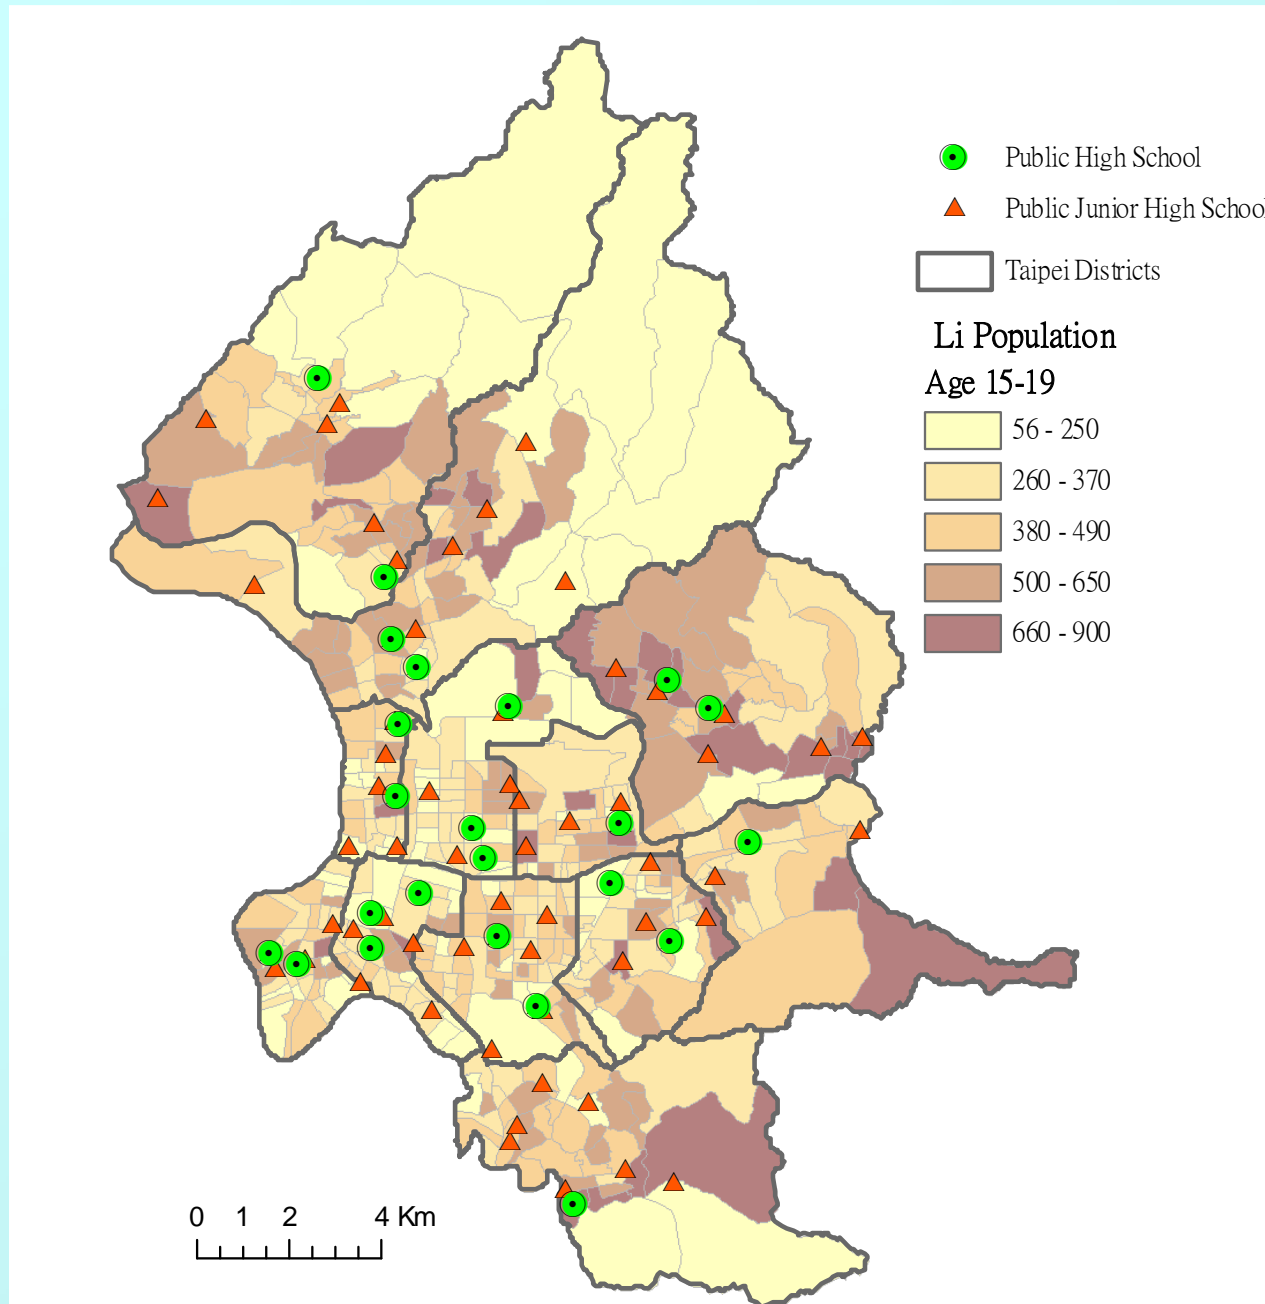 Public High School
Public Junior High School
Taipei Districts
Li Population
Age 15-19
56 - 250
260 - 370
380 - 490
500 - 650
660 - 900
0 1 2 4 Km